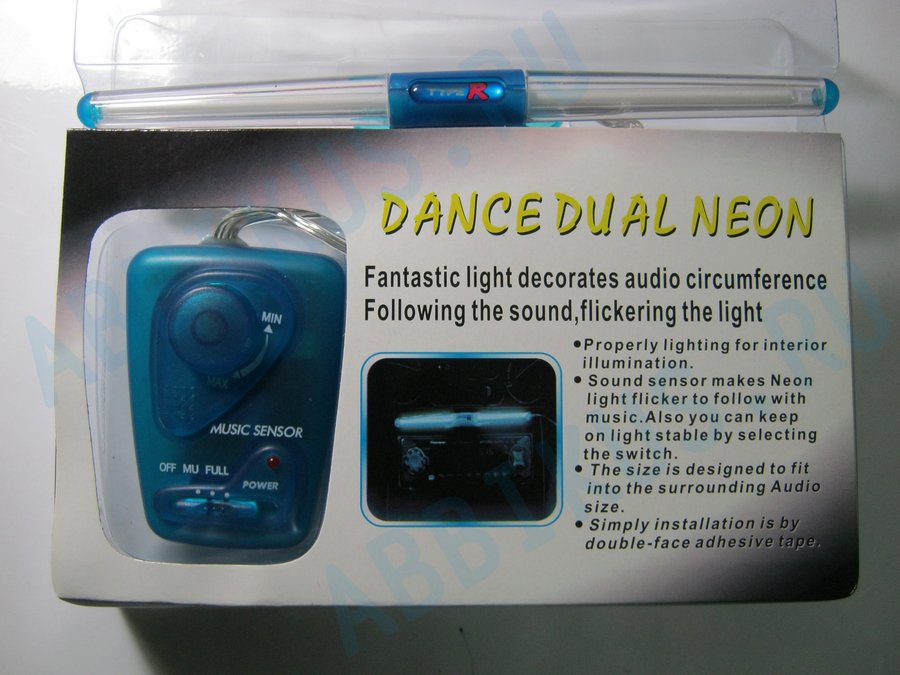 TYPE R
DANCE DUAL NEON
Fantastic light decorates audio circumference
Following the sound,flickering the light
MIN
MAX
MUSIC SENSOR
OFF MU FULL
POWER
•Properly lighting for interior
illumination.
• Sound sensor makes Neon
light flicker to follow with
music.Also you can keep
on light stable by selecting
the switch.
• The size is designed to fit
into the surrounding Audio
size.
• Simply installation is by
double-face adhesive tape.